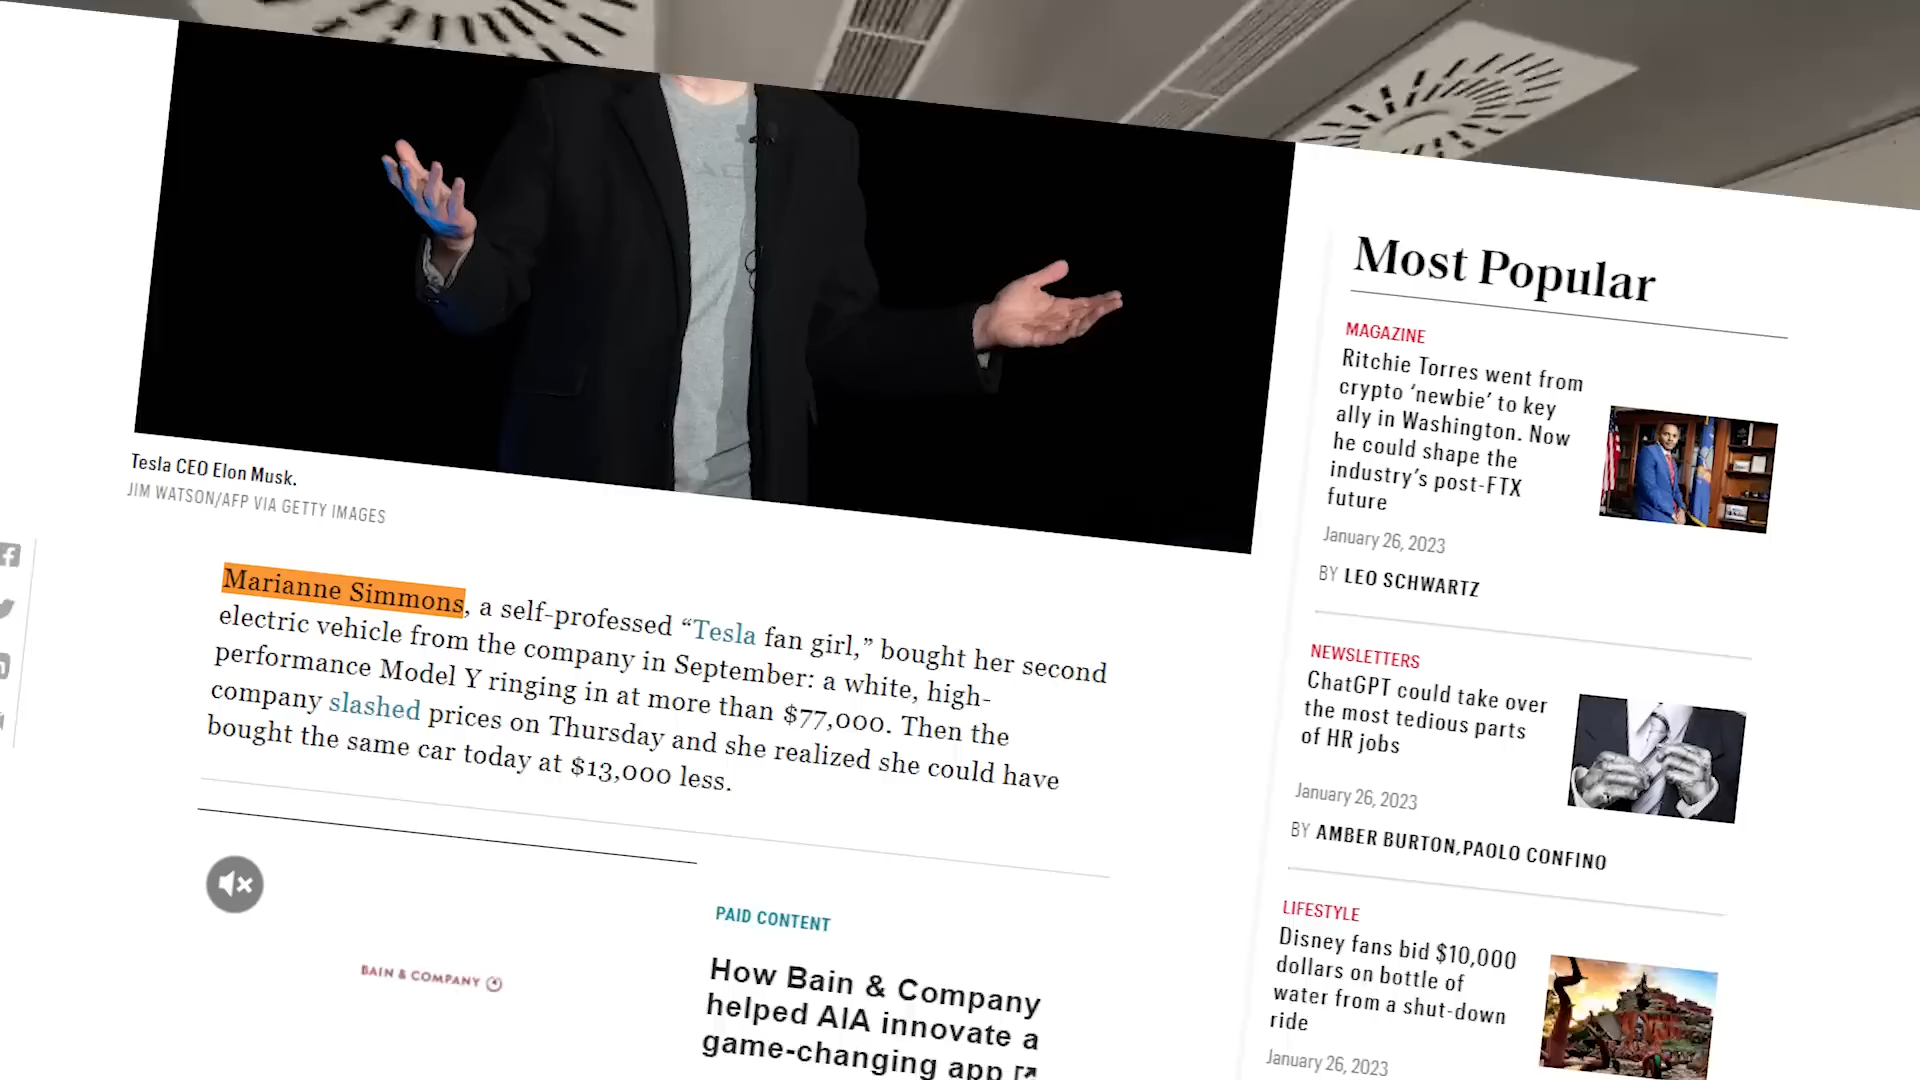 Tesla CEO Elon Musk.
JIM WATSON/AFP VIA GETTY IMAGES
Marianne Simmons, a self-professed “Tesla fan girl,” bought her second
electric vehicle from the company in September: a white, high-
performance Model Y ringing in at more than $77,000. Then the
company slashed prices on Thursday and she realized she could have
bought the same car today at $13,000 less.
BAIN & COMPANY
PAID CONTENT
How Bain & Company
helped AIA innovate a
game-changing app
Most Popular
MAGAZINE
Ritchie Torres went from
crypto ‘newbie’ to key
ally in Washington. Now
he could shape the
industry’s post-FTX
future
January 26, 2023
BY LEO SCHWARTZ
NEWSLETTERS
ChatGPT could take over
the most tedious parts
of HR jobs
January 26, 2023
BY AMBER BURTON,PAOLO CONFINO
LIFESTYLE
Disney fans bid $10,000
dollars on bottle of
water from a shut-down
ride
January 26, 2023